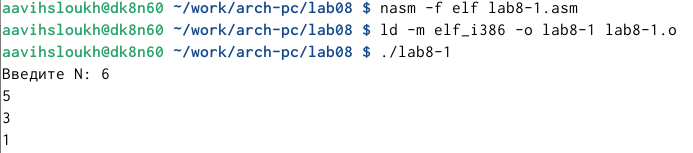 aavihsloukh@dk8n60 ~/work/arch-pc/lab08 $ nasm -f elf lab8-1.asm
aavihsloukh@dk8n60 ~/work/arch-pc/lab08 $ ld -m elf_i386 -o lab8-1 lab8-1.o
aavihsloukh@dk8n60 ~/work/arch-pc/lab08 $ ./lab8-1
Введите N: 6
5
3
1